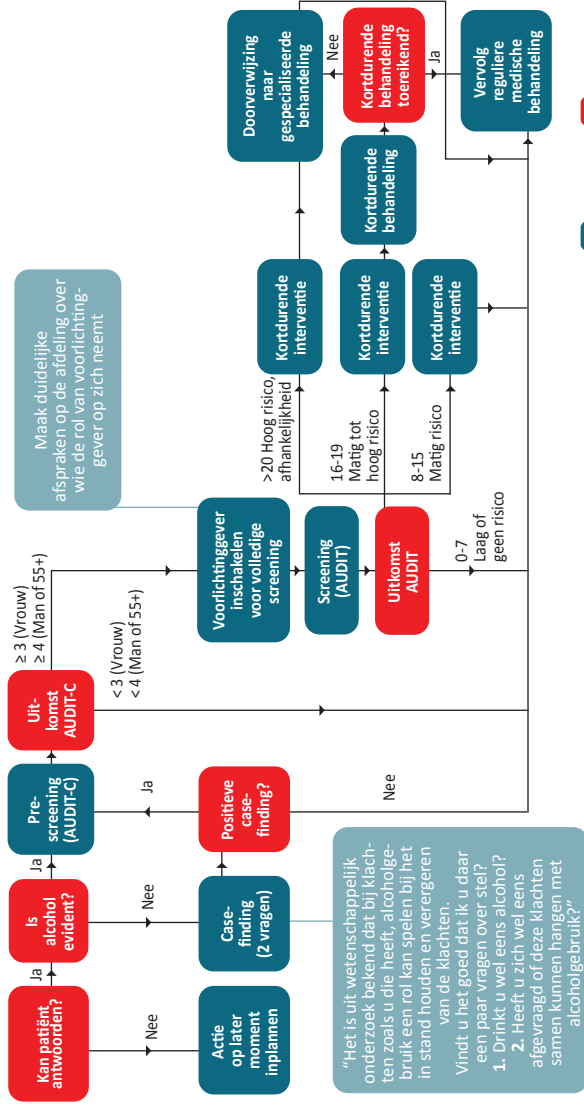 Kan patiënt
antwoorden?
Ja
Nee
Actie
op later
moment
inplannen
Is
alcohol
evident?
Ja
Nee
Case-
finding
(2 vragen)
"Het is uit wetenschappelijk
onderzoek bekend dat bij klach-
ten zoals u die heeft, alcoholge-
bruik een rol kan spelen bij het
in stand houden en verergeren
van de klachten.
Vindt u het goed dat ik u daar
een paar vragen over stel?
1. Drinkt u wel eens alcohol?
2. Heeft u zich wel eens
afgevraagd of deze klachten
samen kunnen hangen met
alcoholgebruik?"
Positieve
case-
finding?
Ja
Nee
Pre-
screening
(AUDIT-C)
Uit-
komst
AUDIT-C
≥ 3 (Vrouw)
≥ 4 (Man of 55+)
< 3 (Vrouw)
< 4 (Man of 55+)
Maak duidelijke
afspraken op de afdeling over
wie de rol van voorlichting-
gever op zich neemt
Voorlichtinggever
inschakelen
voor volledige
screening
Screening
(AUDIT)
Uitkomst
AUDIT
>20 Hoog risico,
afhankelijkheid
16-19
Matig tot
hoog risico
8-15
Matig risico
0-7
Laag of
geen risico
Kortdurende
interventie
Kortdurende
interventie
Kortdurende
interventie
Kortdurende
behandeling
Doorverwijzing
naar
gespecialiseerde
behandeling
Nee
Kortdurende
behandeling
toereikend?
Ja
Vervolg
reguliere
medische
behandeling